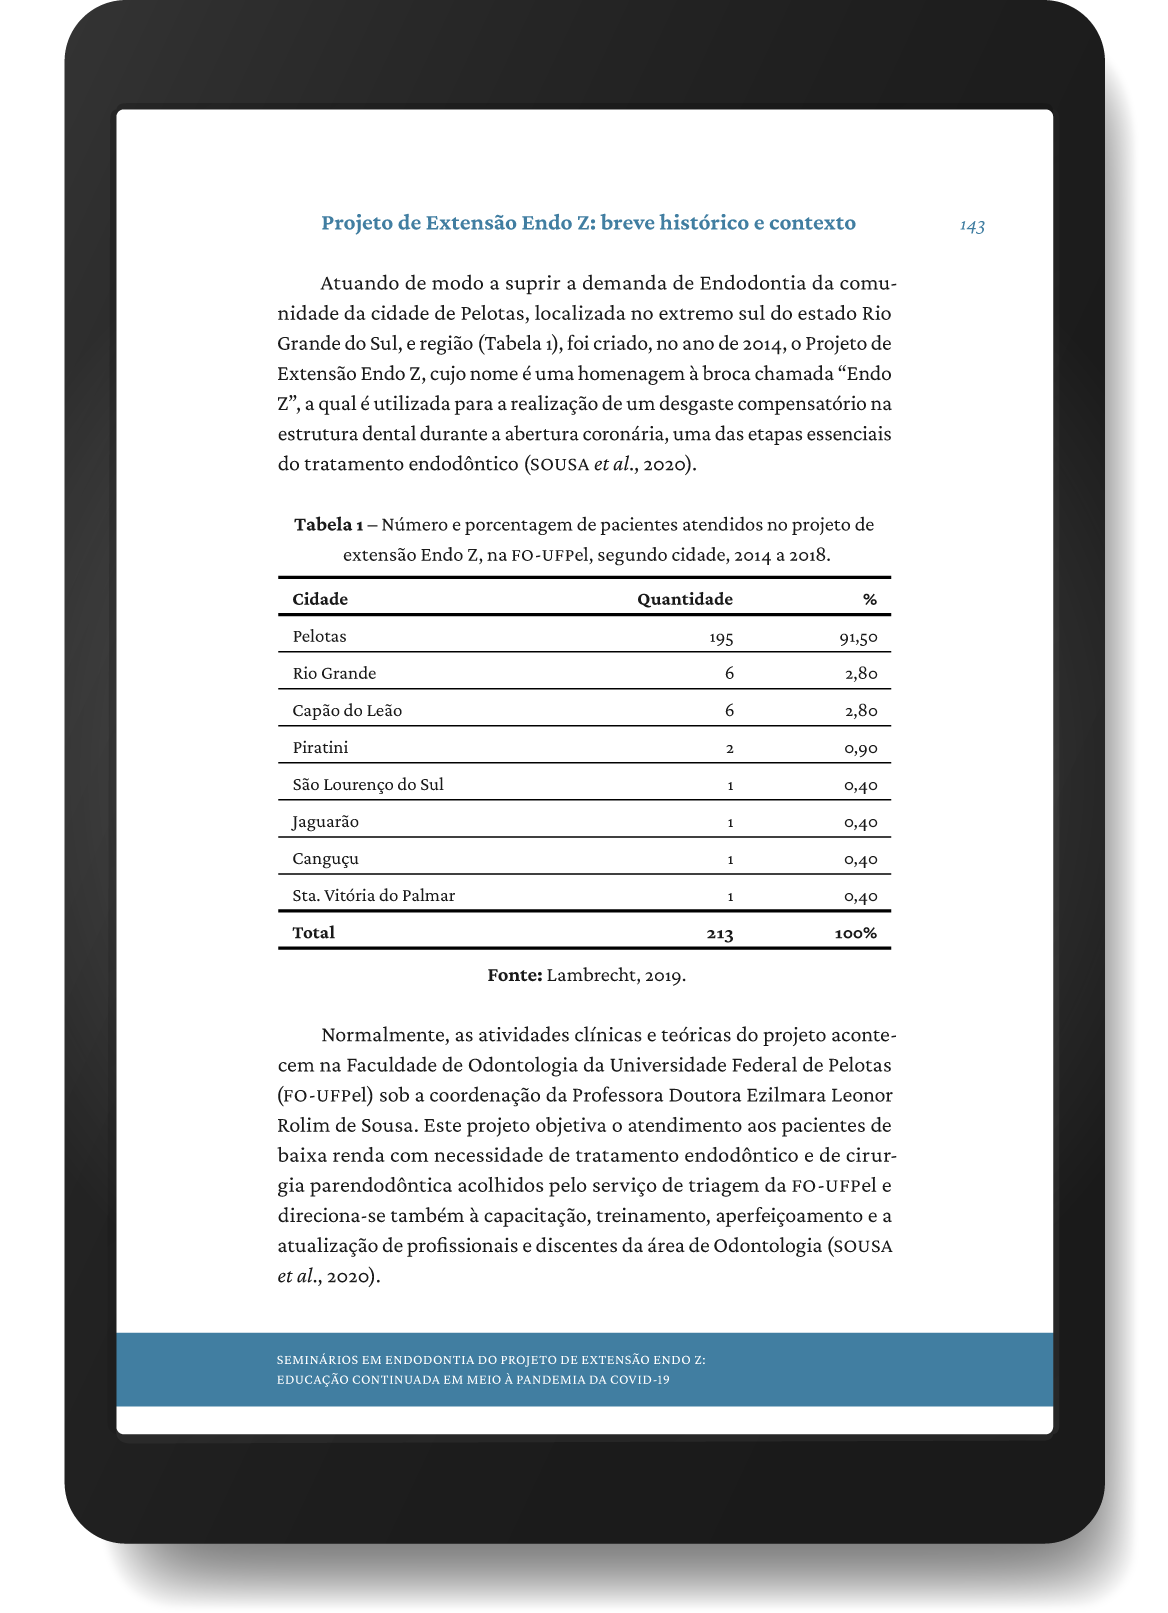 Projeto de Extensão Endo Z: breve histórico e contexto
143
Atuando de modo a suprir a demanda de Endodontia da comu-
nidade da cidade de Pelotas, localizada no extremo sul do estado Rio
Grande do Sul, e região (Tabela 1), foi criado, no ano de 2014, o Projeto de
Extensão Endo Z, cujo nome é uma homenagem à broca chamada “Endo
Z”, a qual é utilizada para a realização de um desgaste compensatório na
estrutura dental durante a abertura coronária, uma das etapas essenciais
do tratamento endodôntico (SOUSA et al., 2020).
Tabela 1 – Número e porcentagem de pacientes atendidos no projeto de
extensão Endo Z, na FO-UFPel, segundo cidade, 2014 a 2018.
Cidade Quantidade %
Pelotas 195 91,50
Rio Grande 6 2,80
Capão do Leão 6 2,80
Piratini 2 0,90
São Lourenço do Sul 1 0,40
Jaguarão 1 0,40
Canguçu 1 0,40
Sta. Vitória do Palmar 1 0,40
Total 213 100%
Fonte: Lambrecht, 2019.
Normalmente, as atividades clínicas e teóricas do projeto aconte-
cem na Faculdade de Odontologia da Universidade Federal de Pelotas
(FO-UFPel) sob a coordenação da Professora Doutora Ezilmara Leonor
Rolim de Sousa. Este projeto objetiva o atendimento aos pacientes de
baixa renda com necessidade de tratamento endodôntico e de cirur-
gia parendodôntica acolhidos pelo serviço de triagem da FO-UFPel e
direciona-se também à capacitação, treinamento, aperfeiçoamento e a
atualização de profissionais e discentes da área de Odontologia (SOUSA
et al., 2020).
SEMINÁRIOS EM ENDODONTIA DO PROJETO DE EXTENSÃO ENDO Z:
EDUCAÇÃO CONTINUADA EM MEIO À PANDEMIA DA COVID-19